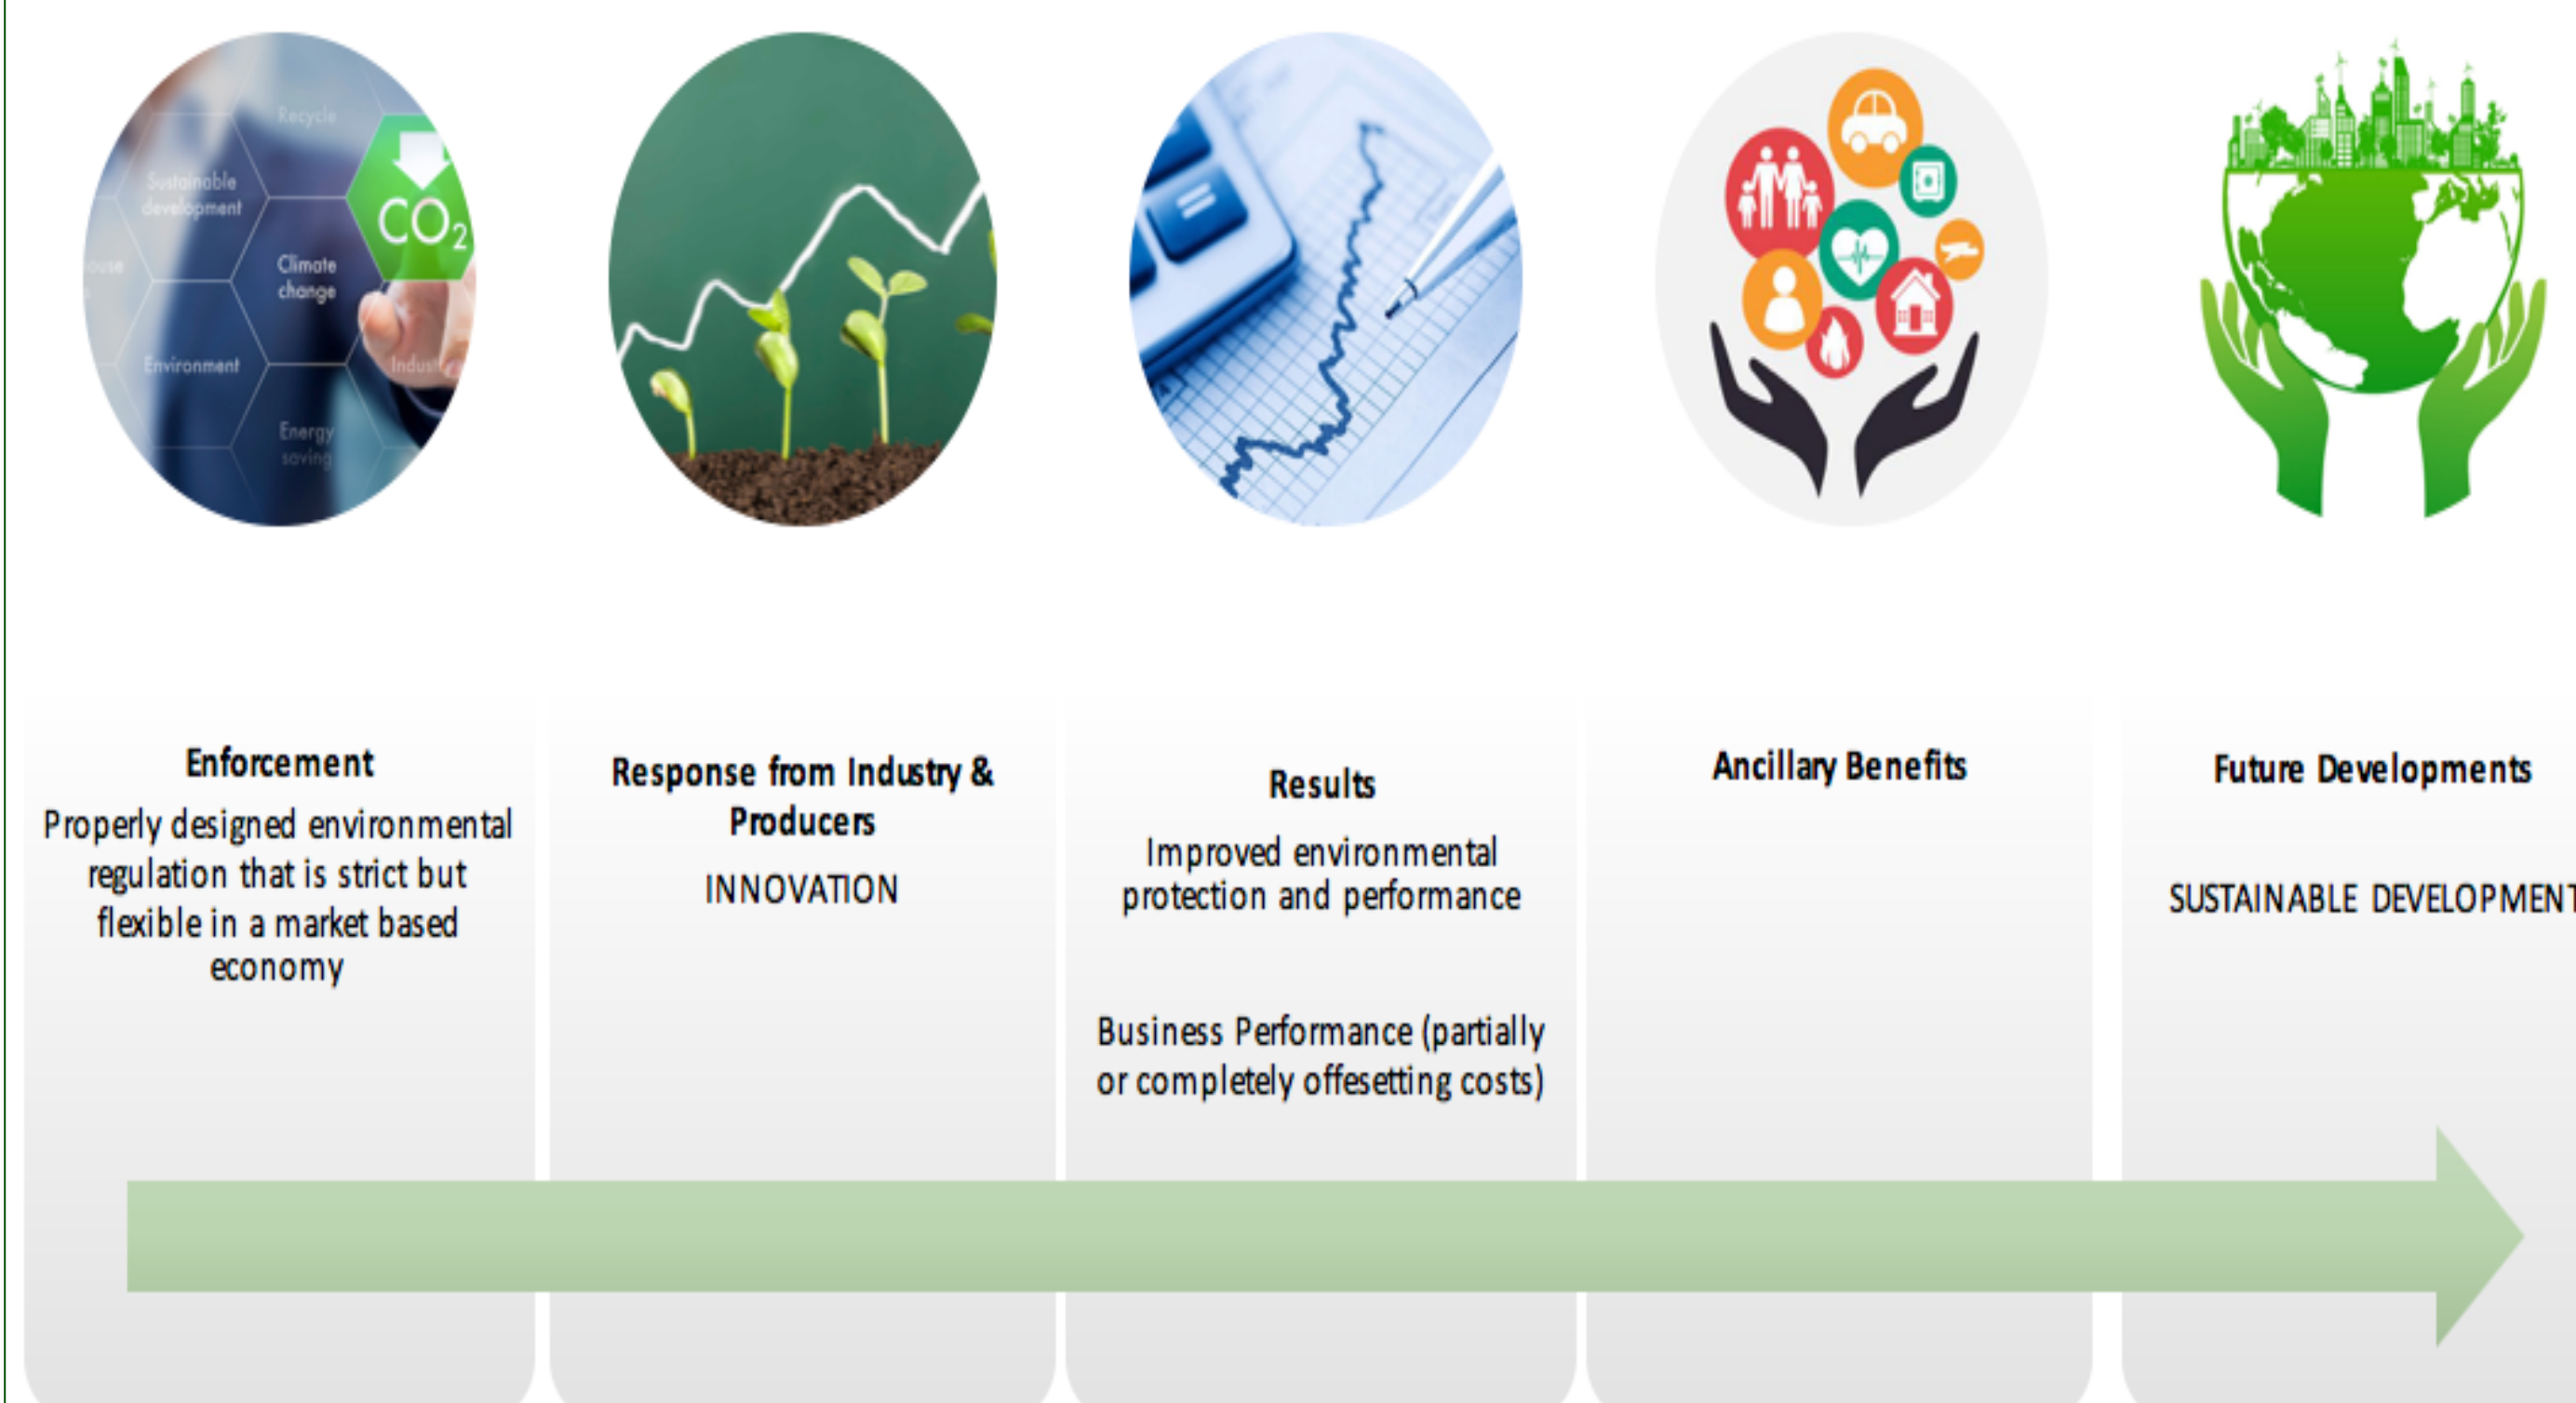 Recycle
Sustainable
development
CO2
Climate
change
Environment
Energy
saving
Enforcement
Properly designed environmental
regulation that is strict but
flexible in a market based
economy
Response from Industry &
Producers
INNOVATION
Results
Improved environmental
protection and performance
Business Performance (partially
or completely offesetting costs)
Ancillary Benefits
Future Developments
SUSTAINABLE DEVELOPMENT